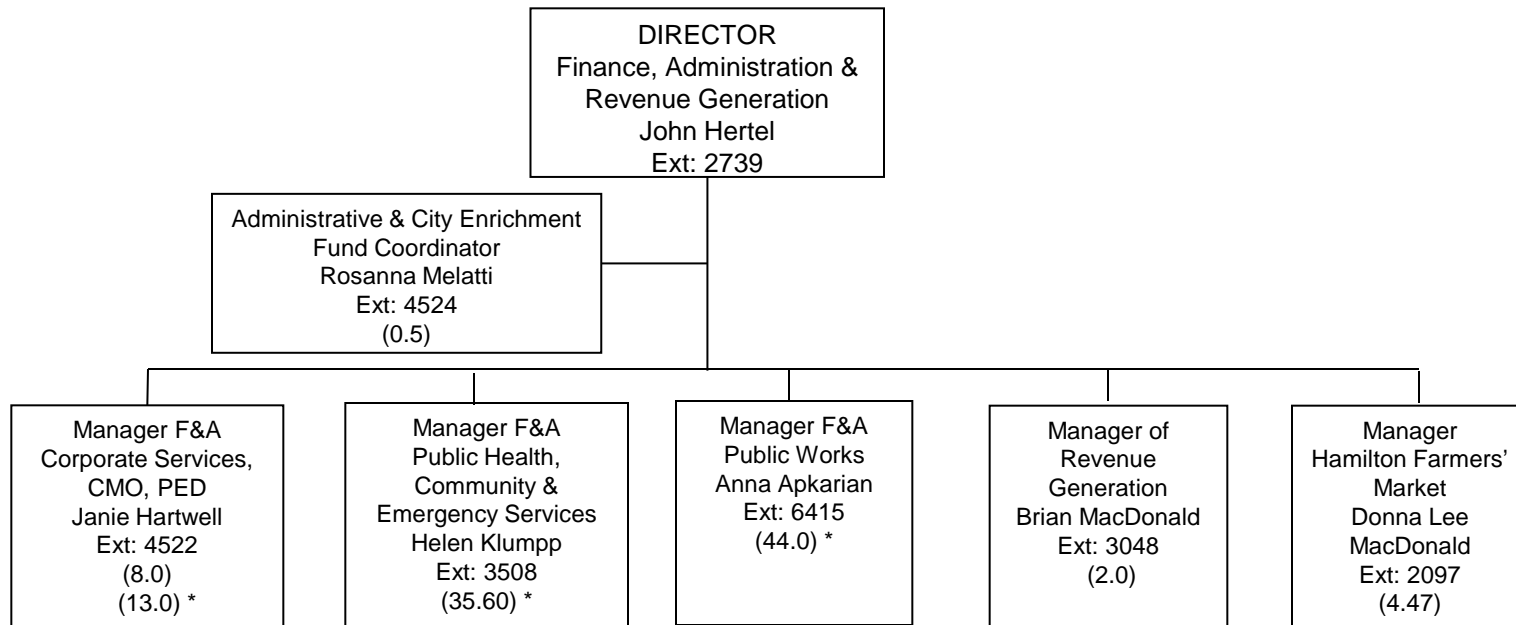 DIRECTOR
Finance, Administration &
Revenue Generation
John Hertel
Ext: 2739
Administrative & City Enrichment
Fund Coordinator
Rosanna Melatti
Ext: 4524
(0.5)
Manager F&A
Corporate Services,
CMO, PED
Janie Hartwell
Ext: 4522
(8.0)
(13.0) *
Manager F&A
Public Health,
Community &
Emergency Services
Helen Klumpp
Ext: 3508
(35.60) *
Manager F&A
Public Works
Anna Apkarian
Ext: 6415
(44.0) *
Manager of
Revenue
Generation
Brian MacDonald
Ext: 3048
(2.0)
Manager
Hamilton Farmers’
Market
Donna Lee
MacDonald
Ext: 2097
(4.47)